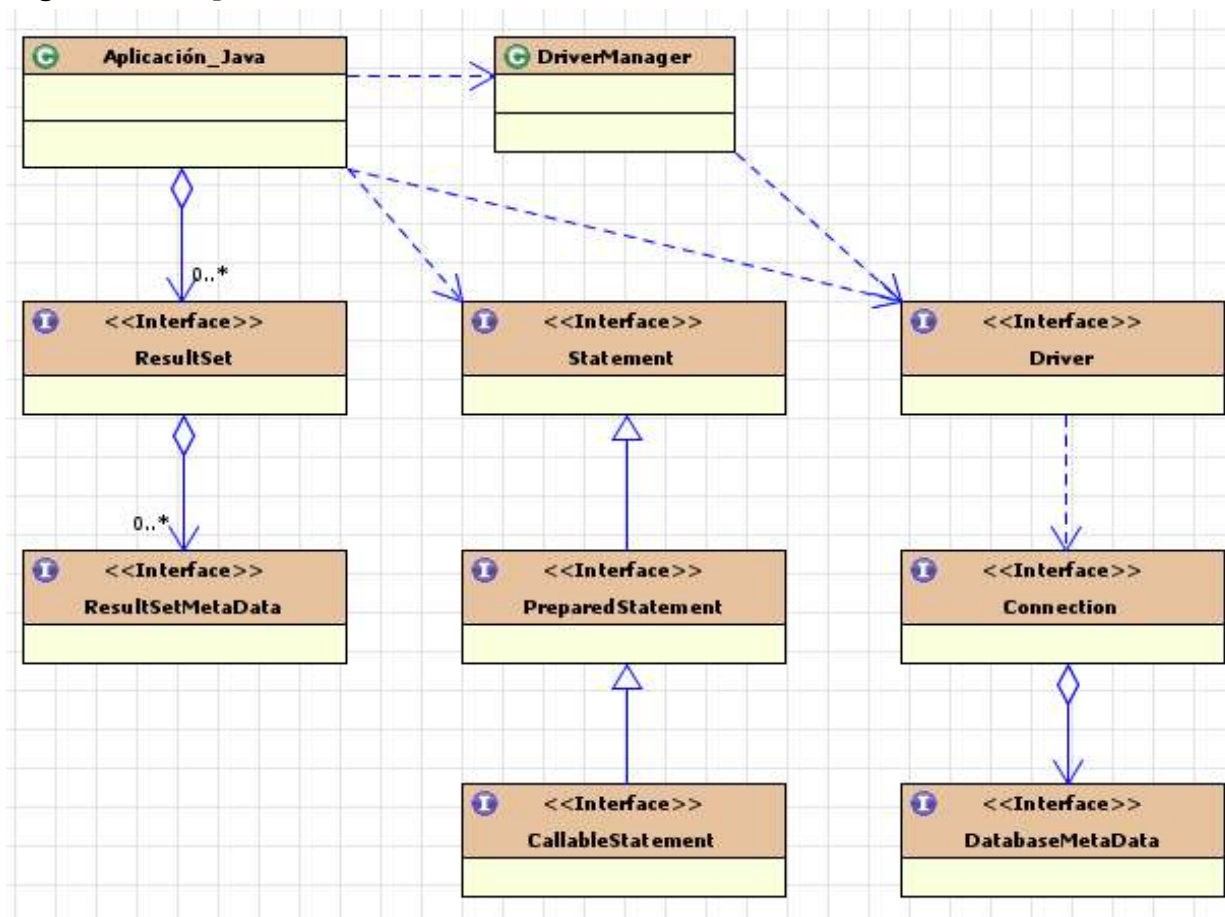 C Aplicación_Java
C DriverManager
0..*
I <<Interface>>
ResultSet
I <<Interface>>
Statement
I <<Interface>>
Driver
0..*
I <<Interface>>
ResultSetMetaData
I <<Interface>>
PreparedStatement
I <<Interface>>
Connection
I <<Interface>>
CallableStatement
I <<Interface>>
DatabaseMetaData